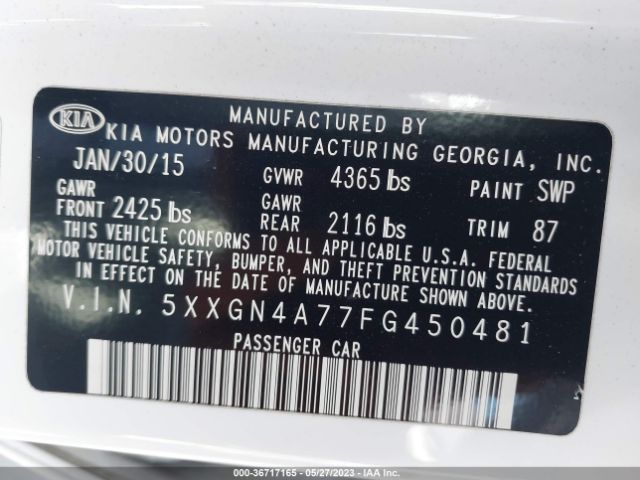 KIA
MANUFACTURED BY
KIA MOTORS MANUFACTURING GEORGIA, INC.
JAN/30/15 GVWR 4365 lbs PAINT SWP
GAWR FRONT 2425 lbs GAWR REAR 2116 lbs TRIM 87
THIS VEHICLE CONFORMS TO ALL APPLICABLE U.S.A. FEDERAL
MOTOR VEHICLE SAFETY, BUMPER, AND THEFT PREVENTION STANDARDS
IN EFFECT ON THE DATE OF MANUFACTURE SHOWN ABOVE.
V.I.N. 5XXGN4A77FG450481
PASSENGER CAR
000-36717165 - 05/27/2023 - IAA Inc.